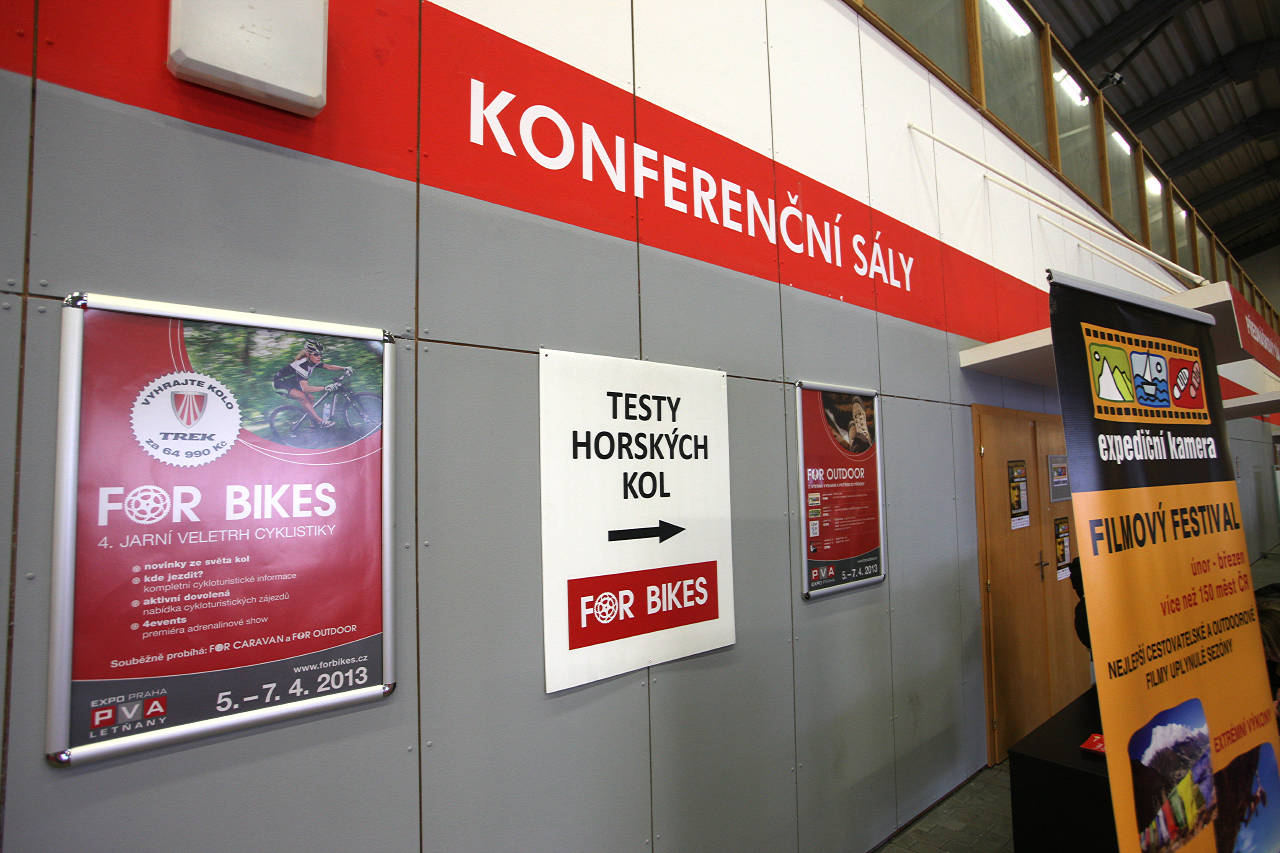 KONFERENČNÍ SÁLY
VYHRAJTE KOLO
TREK
za 64 990 Kč
FOR BIKES
4. JARNÍ VELETRH CYKLISTIKY
novinky ze světa kol
kde jezdit?
kompletní cykloturistické informace
aktivní dovolená
nabídka cykloturistických zájezdů
4events
premiéra adrenalinové show
Souběžně probíhá: FOR CARAVAN a FOR OUTDOOR
www.forbikes.cz
5. – 7. 4. 2013
EXPO PRAHA
PVA
LETŇANY
TESTY
HORSKÝCH
KOL
FOR BIKES
FOR OUTDOOR
PVA
5. – 7. 4. 2013
expediční kamera
FILMOVÝ FESTIVAL
únor - březen
více než 150 měst ČR
NEJLEPŠÍ CESTOVATELSKÉ A OUTDOOROVÉ
FILMY UPLYNULÉ SEZÓNY
EXTRÉMNÍ VÝKONY